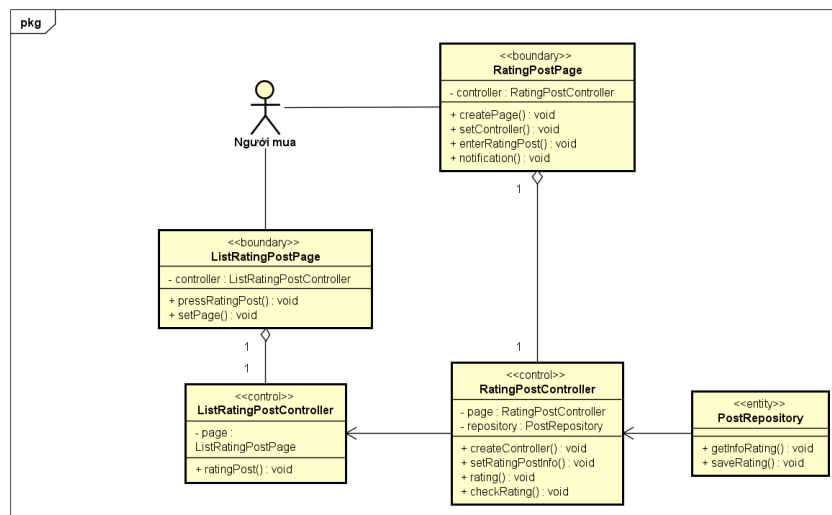 pkg
<<boundary>>
RatingPostPage
- controller : RatingPostController
+ createPage() : void
+ setController() : void
+ enterRatingPost() : void
+ notification() : void
Người mua
1
<<boundary>>
ListRatingPostPage
- controller : ListRatingPostController
+ pressRatingPost() : void
+ setPage() : void
1
1
1
<<control>>
ListRatingPostController
- page :
ListRatingPostPage
+ ratingPost() : void
<<control>>
RatingPostController
- page : RatingPostController
- repository : PostRepository
+ createController() : void
+ setRatingPostInfo() : void
+ rating() : void
+ checkRating() : void
<<entity>>
PostRepository
+ getInfoRating() : void
+ saveRating() : void